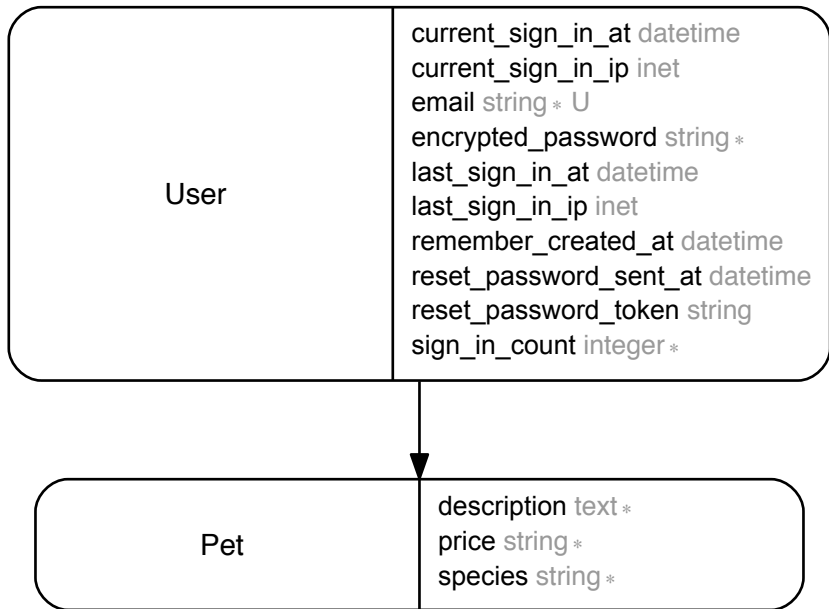 User
current_sign_in_at datetime
current_sign_in_ip inet
email string * U
encrypted_password string *
last_sign_in_at datetime
last_sign_in_ip inet
remember_created_at datetime
reset_password_sent_at datetime
reset_password_token string
sign_in_count integer *
Pet
description text *
price string *
species string *